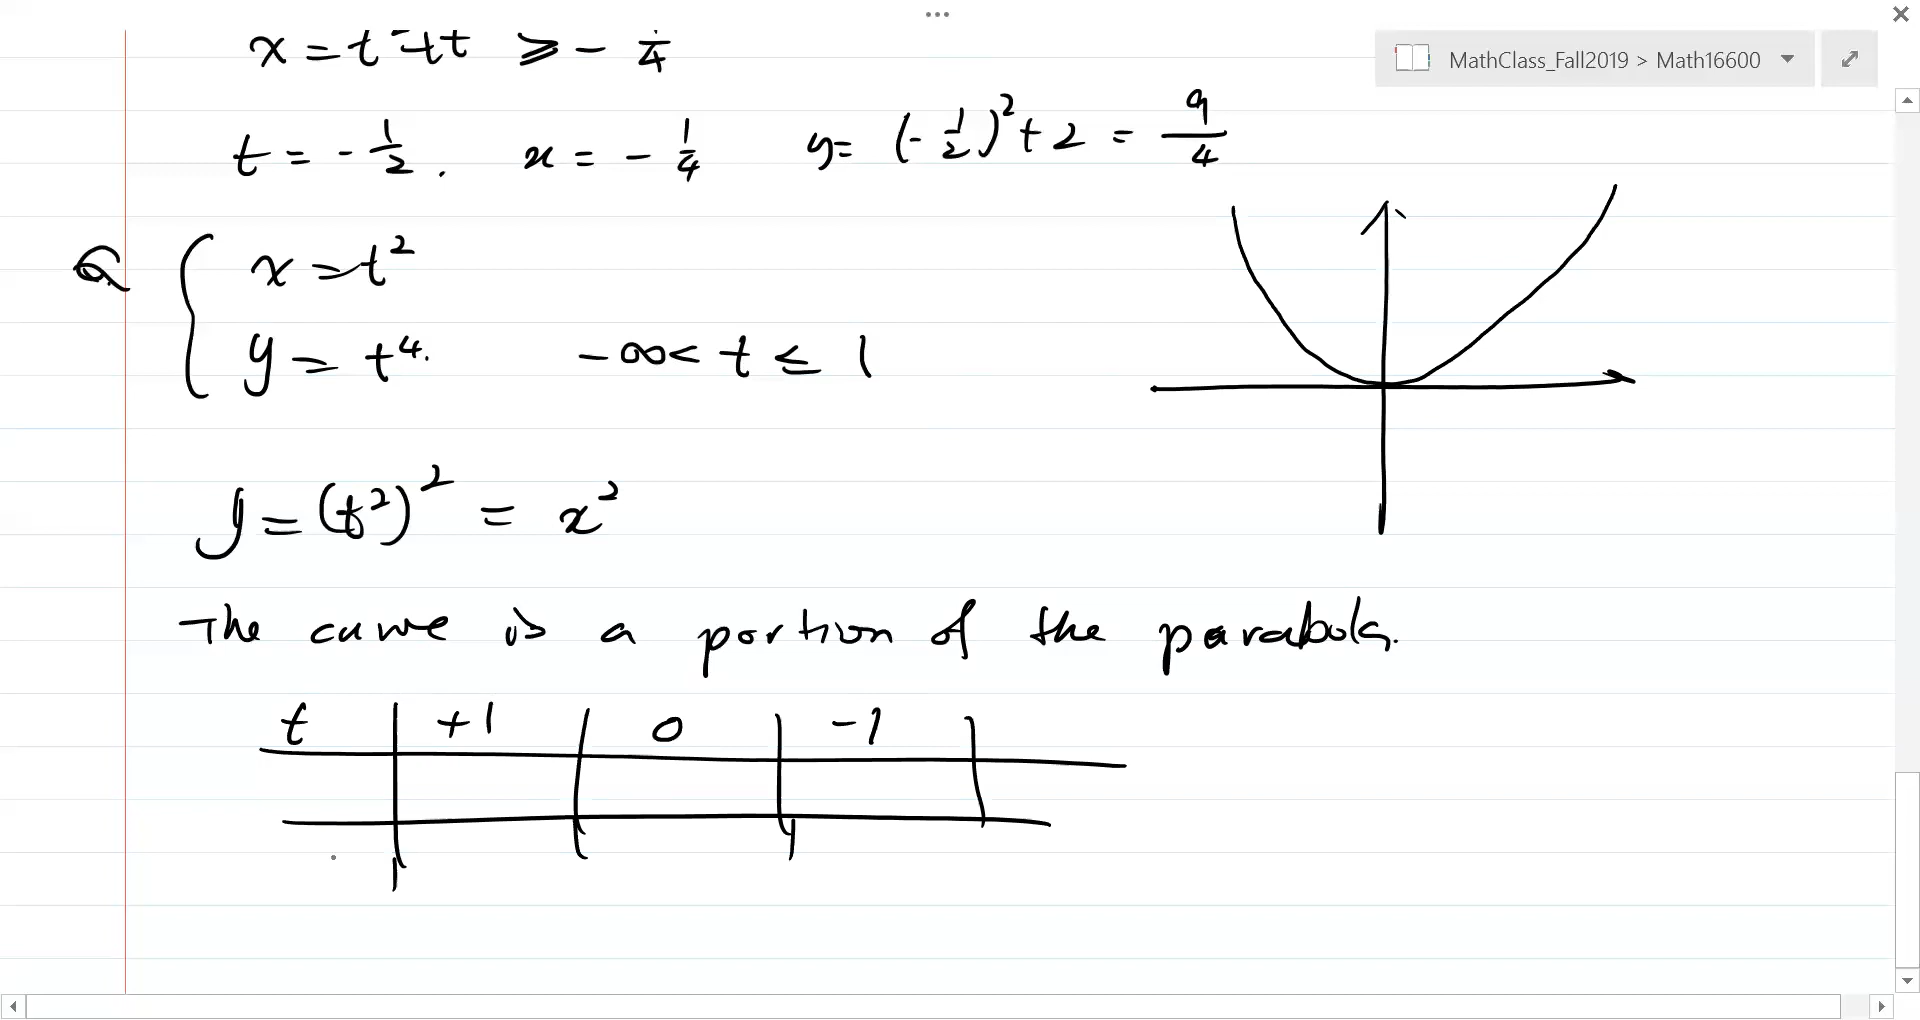 x = t² + t ≥ - 1/4
MathClass_Fall2019 > Math16600
t = - 1/2. x = - 1/4 y = (- 1/2)² + 2 = 9/4
Q { x = t²
y = t⁴. -∞ < t ≤ 1
y = (t²)² = x²
The curve is a portion of the parabola.
t | +1 | 0 | -1 |